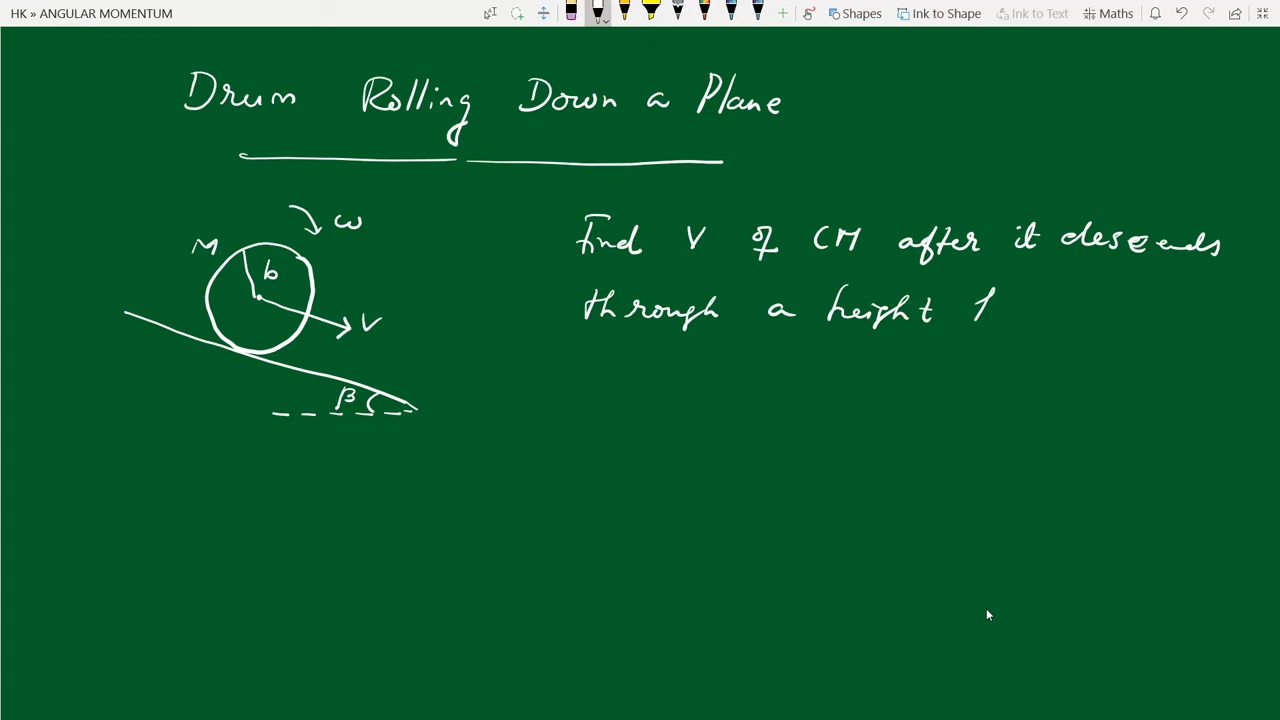 HK » ANGULAR MOMENTUM
Shapes Ink to Shape Ink to Text Maths
Drum Rolling Down a Plane
ω
M
b
V
β
Find V of CM after it descends
through a height